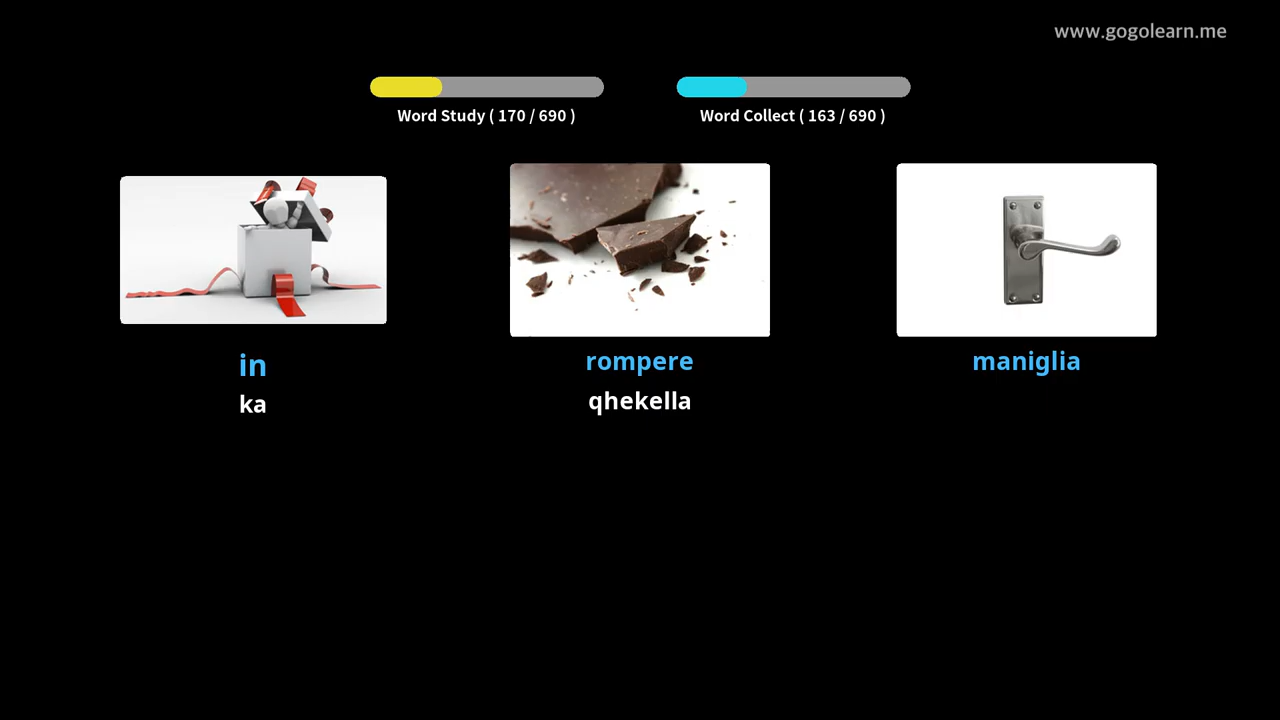 www.gogolearn.me
Word Study ( 170 / 690 )
Word Collect ( 163 / 690 )
in
ka
rompere
qhekella
maniglia